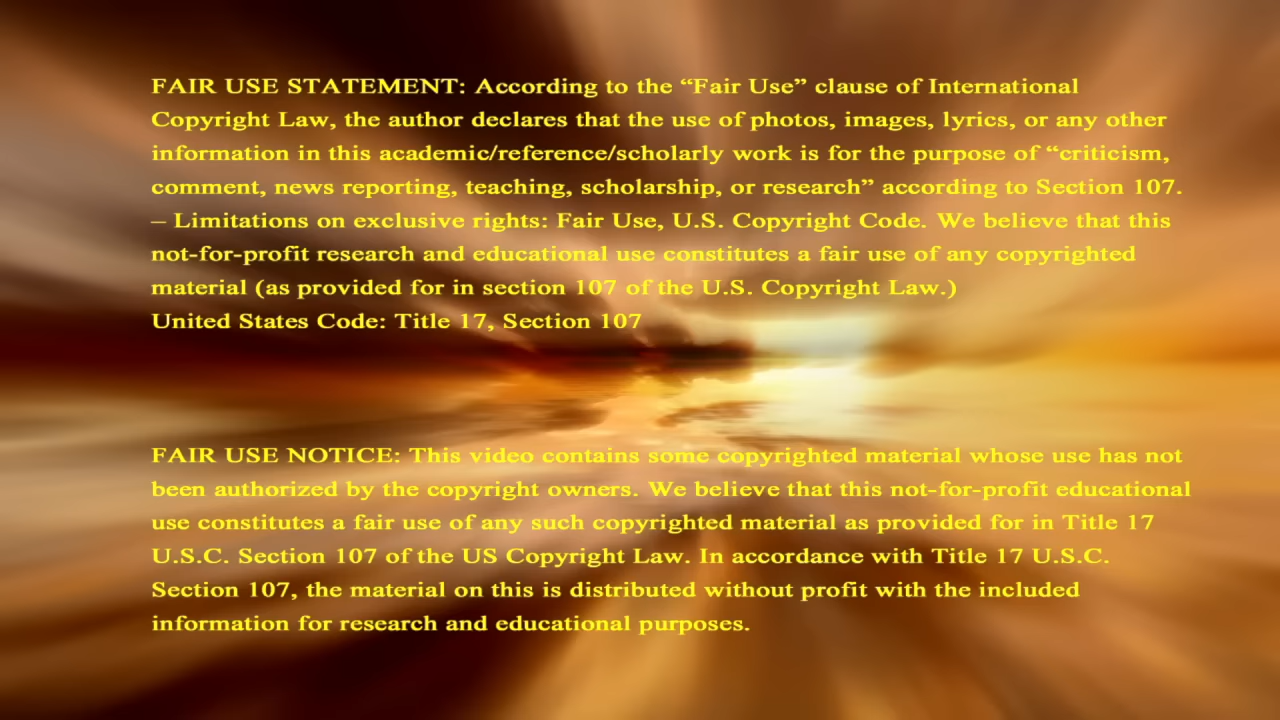 FAIR USE STATEMENT: According to the “Fair Use” clause of International
Copyright Law, the author declares that the use of photos, images, lyrics, or any other
information in this academic/reference/scholarly work is for the purpose of “criticism,
comment, news reporting, teaching, scholarship, or research” according to Section 107.
– Limitations on exclusive rights: Fair Use, U.S. Copyright Code. We believe that this
not-for-profit research and educational use constitutes a fair use of any copyrighted
material (as provided for in section 107 of the U.S. Copyright Law.)
United States Code: Title 17, Section 107
FAIR USE NOTICE: This video contains some copyrighted material whose use has not
been authorized by the copyright owners. We believe that this not-for-profit educational
use constitutes a fair use of any such copyrighted material as provided for in Title 17
U.S.C. Section 107 of the US Copyright Law. In accordance with Title 17 U.S.C.
Section 107, the material on this is distributed without profit with the included
information for research and educational purposes.